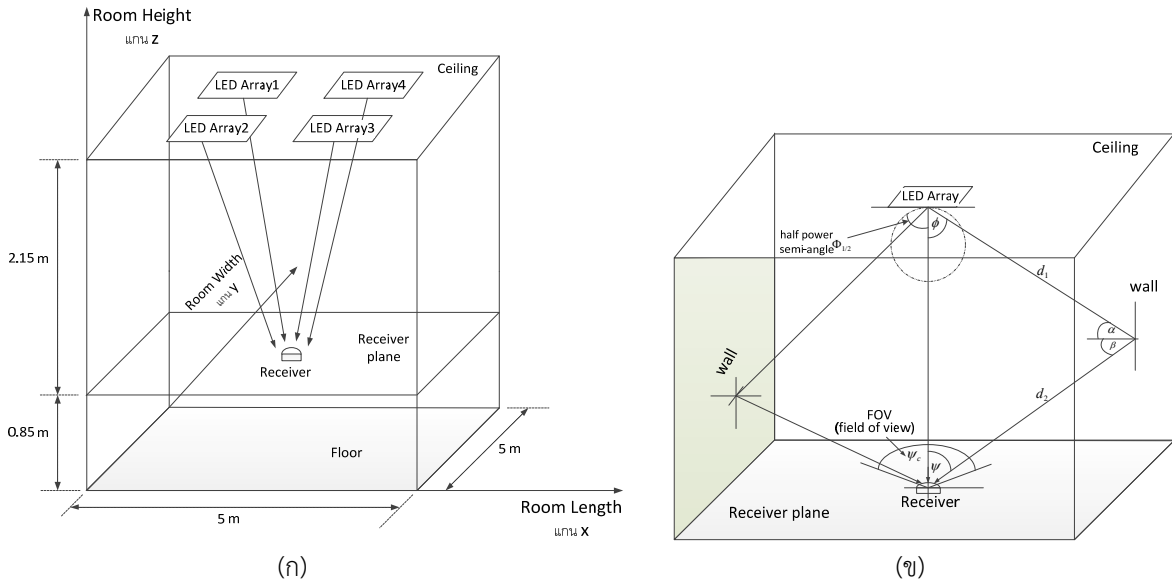 Room Height
แกน z
Ceiling
LED Array1
LED Array4
LED Array2
LED Array3
2.15 m
Room Width
แกน y
Receiver
plane
Receiver
0.85 m
Floor
5 m
5 m
Room Length
แกน x
(ก)
Ceiling
LED Array
half power
semi-angle Φ1/2
ϕ
d1
wall
α
β
wall
d2
FOV
(field of view)
ψc
ψ
Receiver
Receiver plane
(ข)